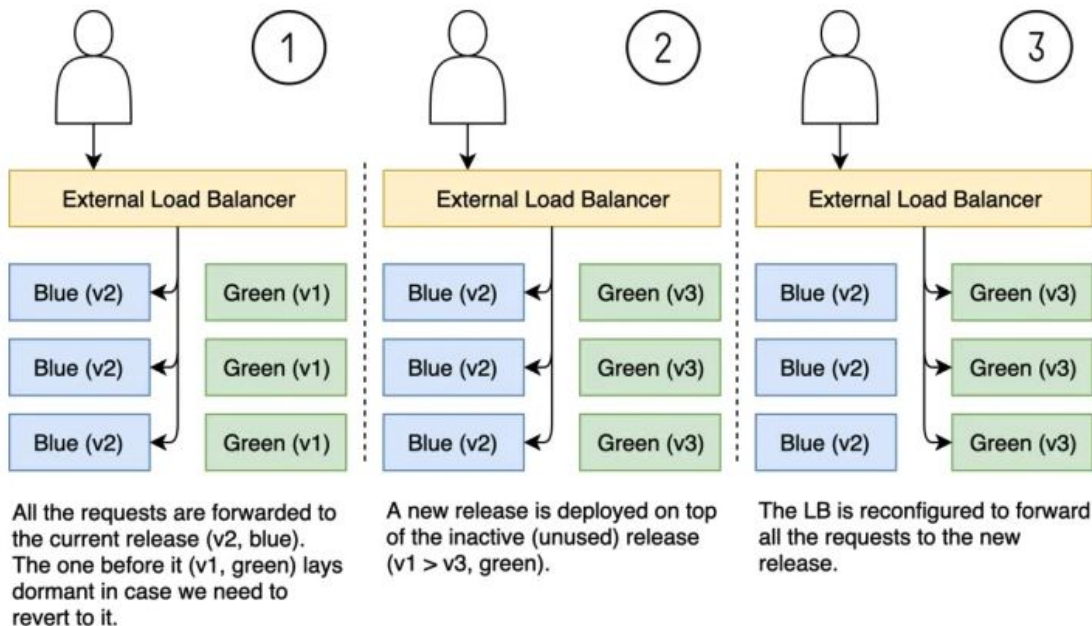 1
2
3
External Load Balancer
External Load Balancer
External Load Balancer
Blue (v2)
Green (v1)
Blue (v2)
Green (v3)
Blue (v2)
Green (v3)
Blue (v2)
Green (v1)
Blue (v2)
Green (v3)
Blue (v2)
Green (v3)
Blue (v2)
Green (v1)
Blue (v2)
Green (v3)
Blue (v2)
Green (v3)
All the requests are forwarded to
the current release (v2, blue).
The one before it (v1, green) lays
dormant in case we need to
revert to it.
A new release is deployed on top
of the inactive (unused) release
(v1 > v3, green).
The LB is reconfigured to forward
all the requests to the new
release.